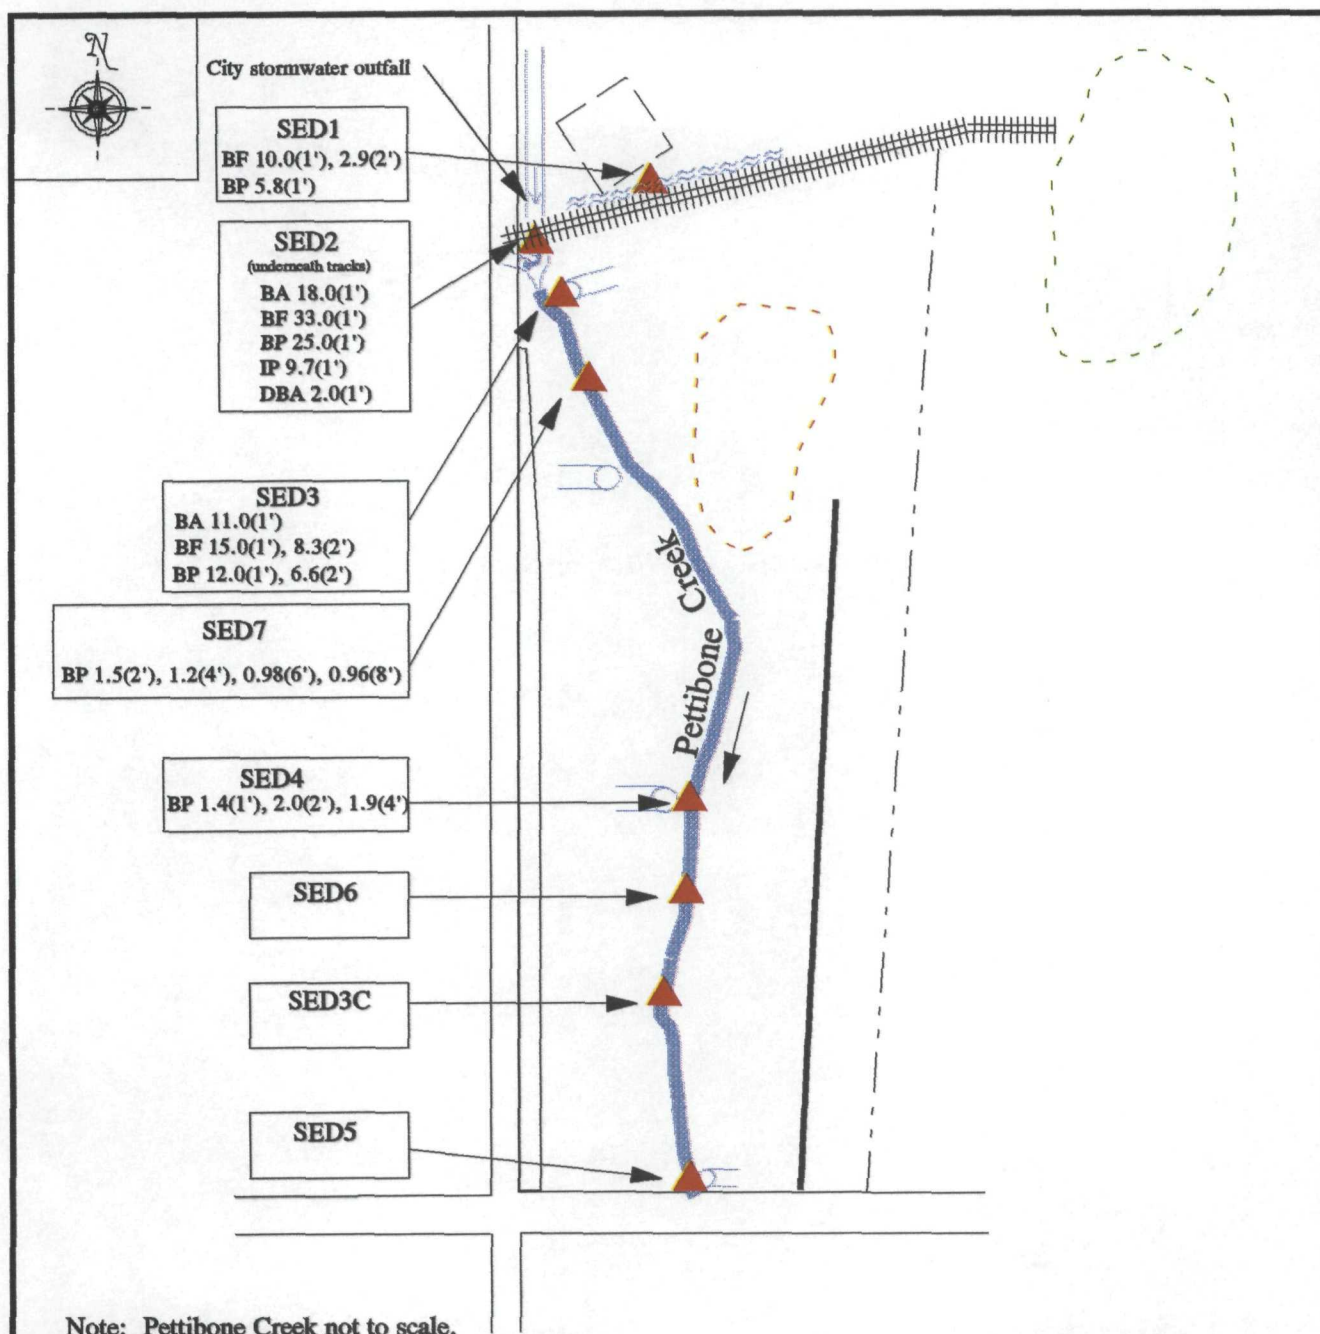 N
City stormwater outfall
SED1
BF 10.0(1'), 2.9(2')
BP 5.8(1')
SED2
(underneath tracks)
BA 18.0(1')
BF 33.0(1')
BP 25.0(1')
IP 9.7(1')
DBA 2.0(1')
SED3
BA 11.0(1')
BF 15.0(1'), 8.3(2')
BP 12.0(1'), 6.6(2')
SED7
BP 1.5(2'), 1.2(4'), 0.98(6'), 0.96(8')
Pettibone Creek
SED4
BP 1.4(1'), 2.0(2'), 1.9(4')
SED6
SED3C
SED5
Note: Pettibone Creek not to scale.